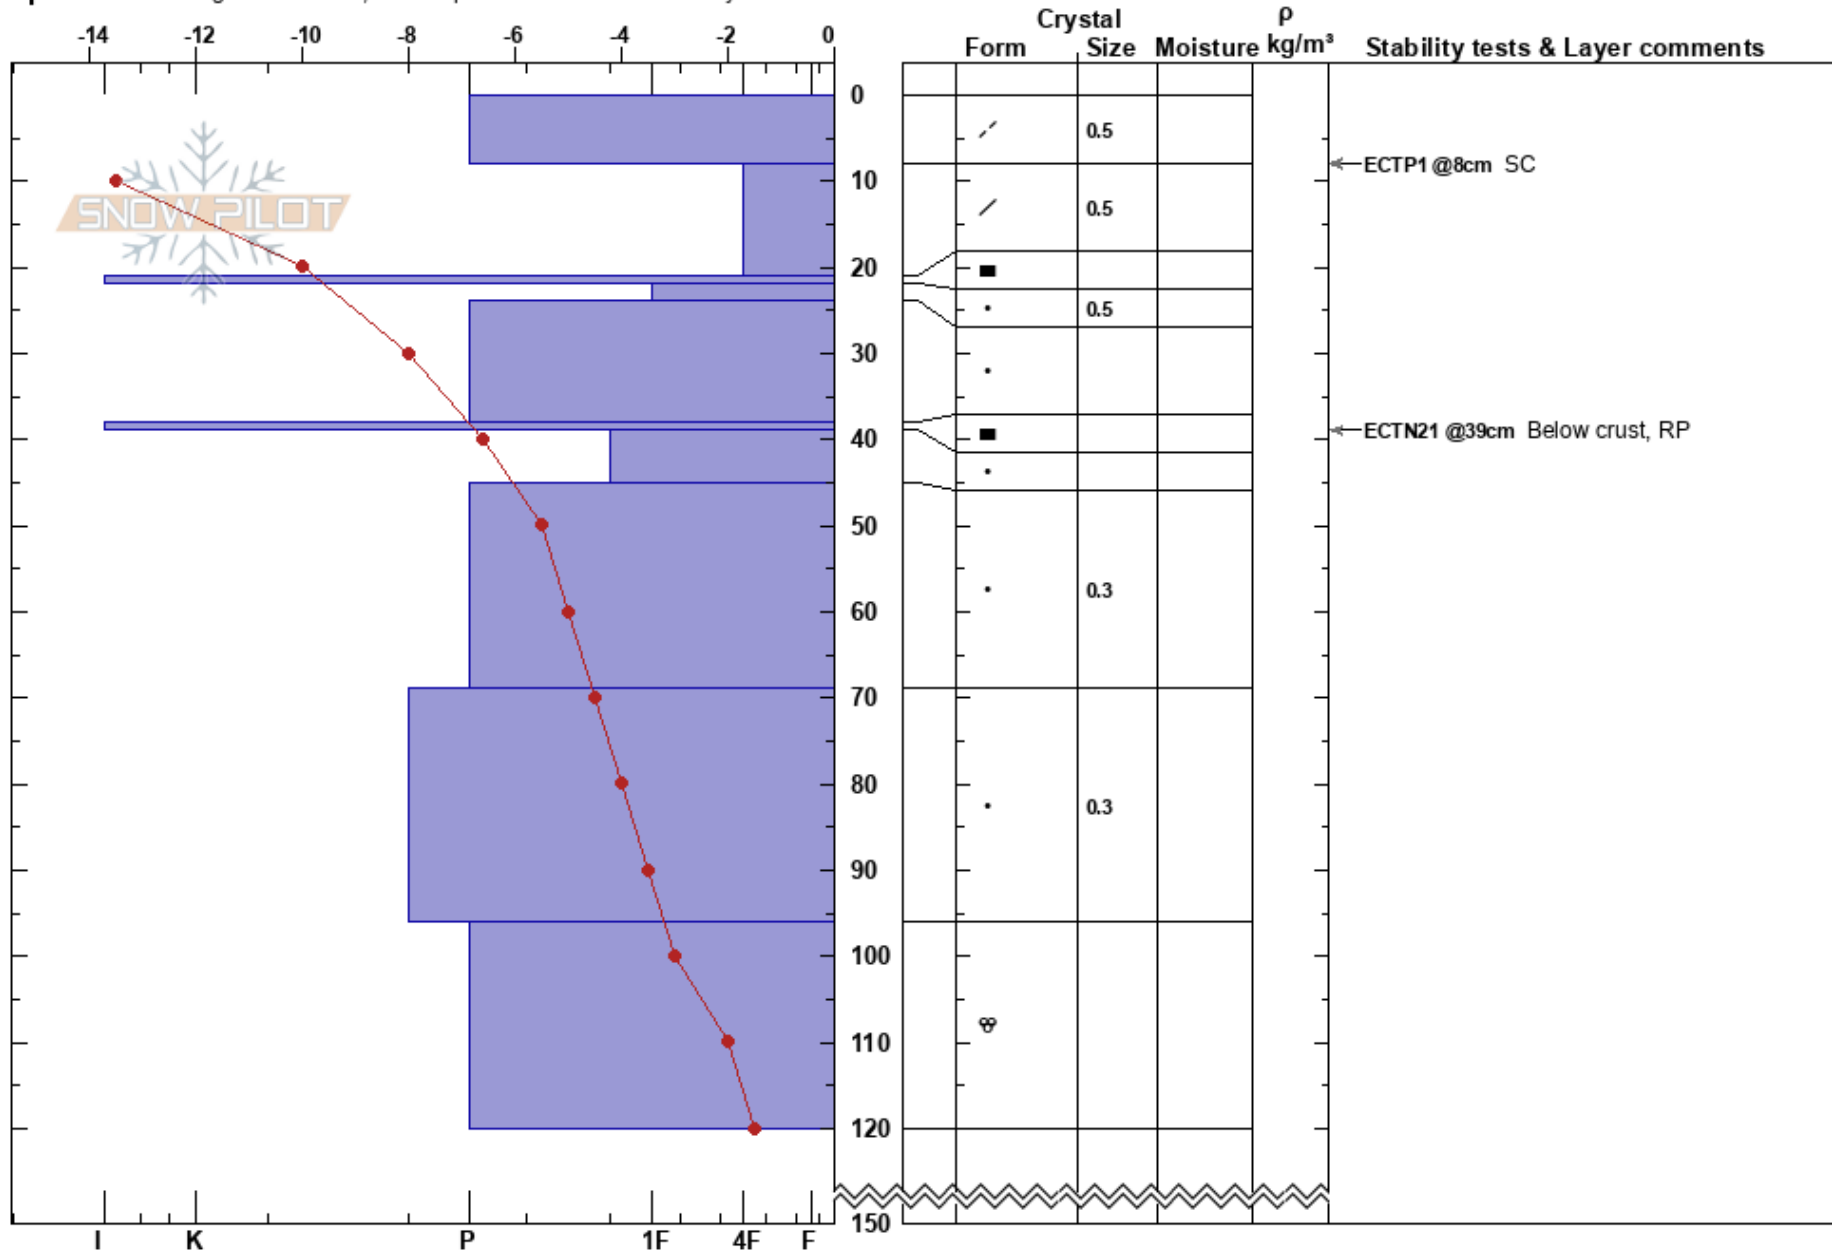 Crystal ρ
-14 -12 -10 -8 -6 -4 -2 0 Form Size Moisture kg/m³ Stability tests & Layer comments
0
0.5
ECTP1 @8cm SC
10
SNOW PILOT 0.5
20
0.5
30
40 ECTN21 @39cm Below crust, RP
50
60 0.3
70
80 0.3
90
100
110
120
150
I K P 1F 4F F